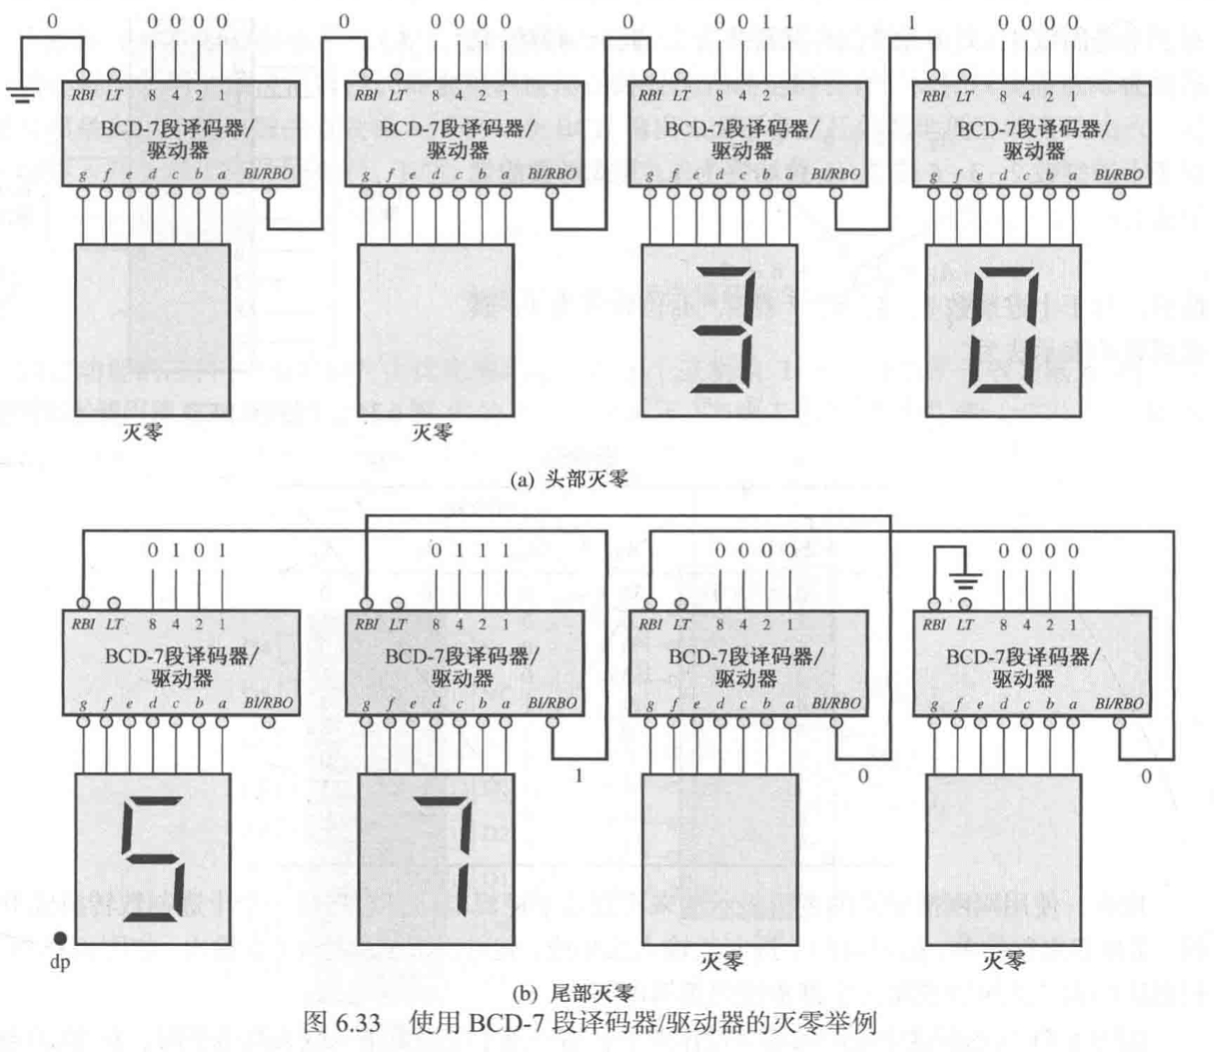 0 0 0 0 0 0 0 0 0 0 0 0 0 1 1 1 0 0 0 0
RBI LT 8 4 2 1 RBI LT 8 4 2 1 RBI LT 8 4 2 1 RBI LT 8 4 2 1
BCD-7段译码器/ BCD-7段译码器/ BCD-7段译码器/ BCD-7段译码器/
驱动器 驱动器 驱动器 驱动器
g f e d c b a BI/RBO g f e d c b a BI/RBO g f e d c b a BI/RBO g f e d c b a BI/RBO
3 0
灭零 灭零
(a) 头部灭零
0 1 0 1 0 1 1 1 0 0 0 0 0 0 0 0
RBI LT 8 4 2 1 RBI LT 8 4 2 1 RBI LT 8 4 2 1 RBI LT 8 4 2 1
BCD-7段译码器/ BCD-7段译码器/ BCD-7段译码器/ BCD-7段译码器/
驱动器 驱动器 驱动器 驱动器
g f e d c b a BI/RBO g f e d c b a BI/RBO g f e d c b a BI/RBO g f e d c b a BI/RBO
1 0 0
5 7
dp 灭零 灭零
(b) 尾部灭零
图 6.33 使用 BCD-7 段译码器/驱动器的灭零举例